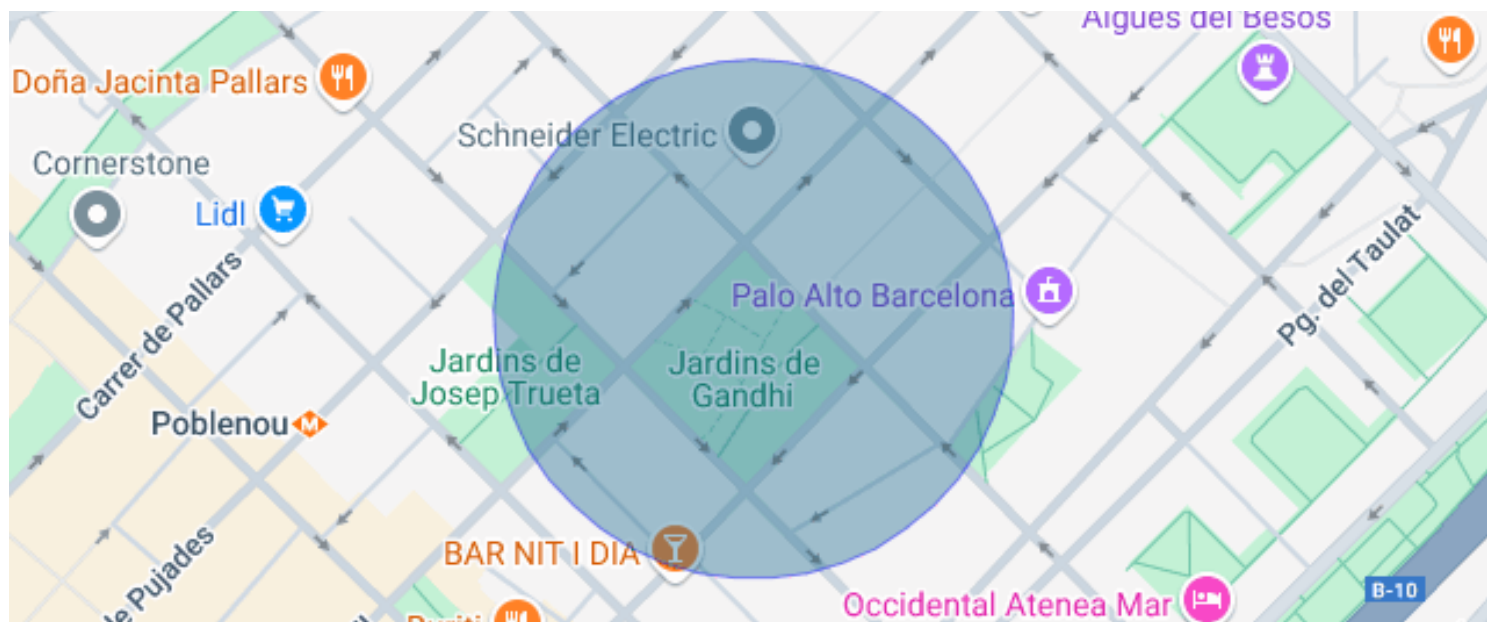 Aigües del Besòs
Doña Jacinta Pallars
Schneider Electric
Cornerstone
Lidl
Pg. del Taulat
Carrer de Pallars
Palo Alto Barcelona
Jardins de
Josep Trueta
Jardins de
Gandhi
Poblenou
M
de Pujades
BAR NIT I DIA
B-10
Occidental Atenea Mar